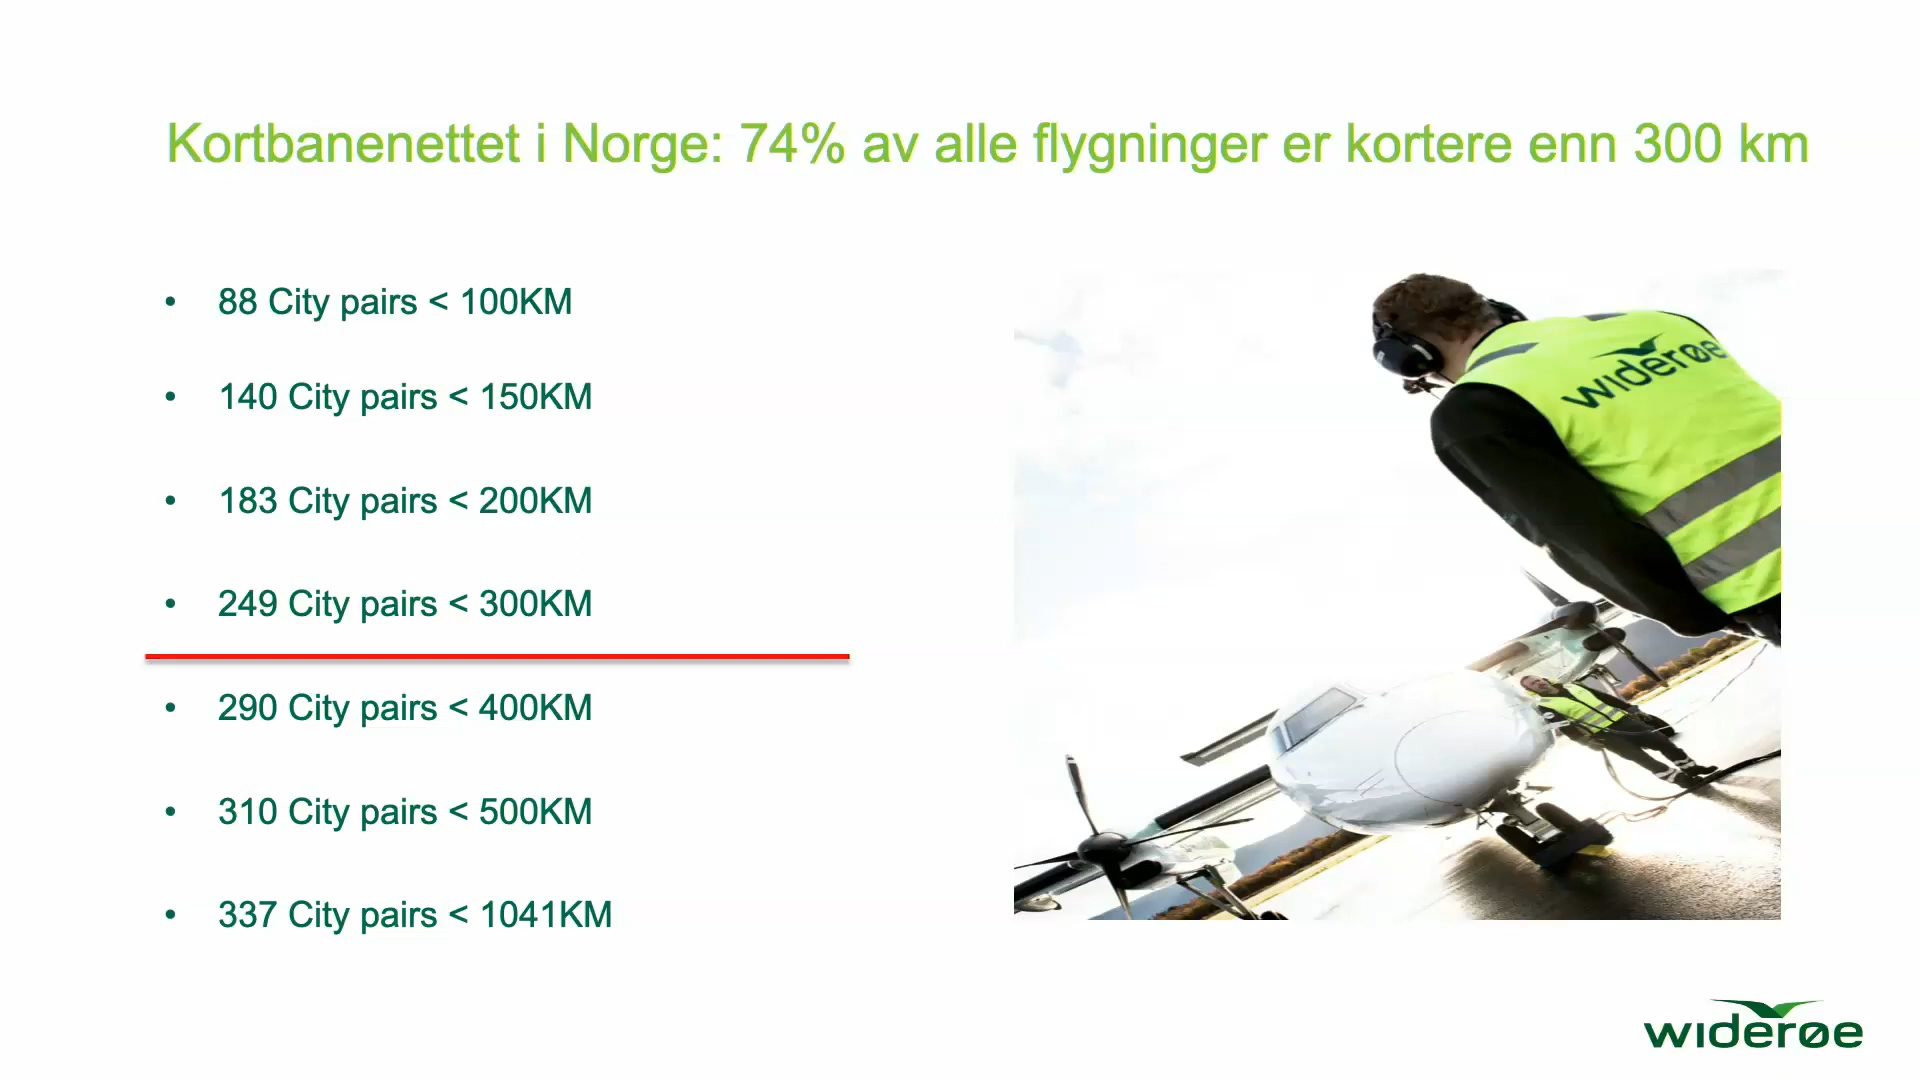 Kortbanenettet i Norge: 74% av alle flygninger er kortere enn 300 km
• 88 City pairs < 100KM
• 140 City pairs < 150KM
• 183 City pairs < 200KM
• 249 City pairs < 300KM
• 290 City pairs < 400KM
• 310 City pairs < 500KM
• 337 City pairs < 1041KM
widerøe
widerøe